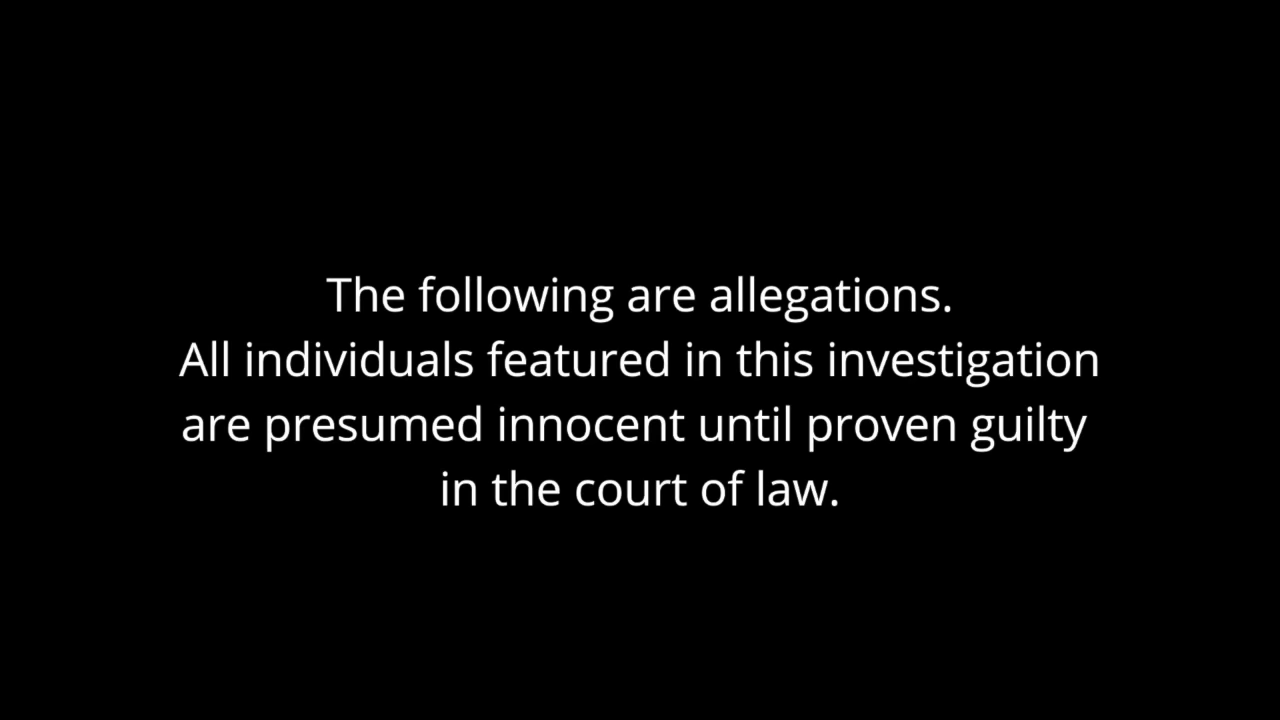 The following are allegations.
All individuals featured in this investigation
are presumed innocent until proven guilty
in the court of law.